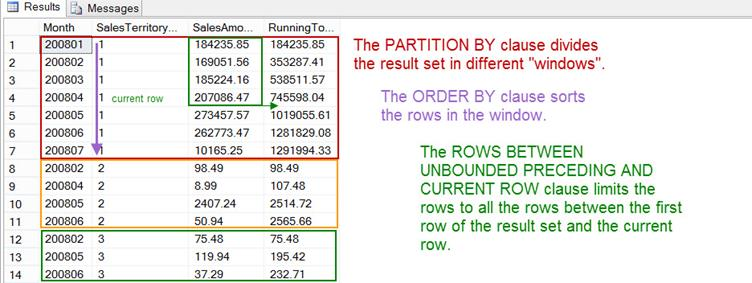 Results Messages
Month SalesTerritory... SalesAmo... RunningTo...
1 200801 1 184235.85 184235.85
2 200802 1 169051.56 353287.41
3 200803 1 185224.16 538511.57
4 200804 1 current row 207086.47 745598.04
5 200805 1 273457.57 1019055.61
6 200806 1 262773.47 1281829.08
7 200807 1 10165.25 1291994.33
8 200802 2 98.49 98.49
9 200804 2 8.99 107.48
10 200805 2 2407.24 2514.72
11 200806 2 50.94 2565.66
12 200802 3 75.48 75.48
13 200805 3 119.94 195.42
14 200806 3 37.29 232.71
The PARTITION BY clause divides
the result set in different "windows".
The ORDER BY clause sorts
the rows in the window.
The ROWS BETWEEN
UNBOUNDED PRECEDING AND
CURRENT ROW clause limits the
rows to all the rows between the first
row of the result set and the current
row.